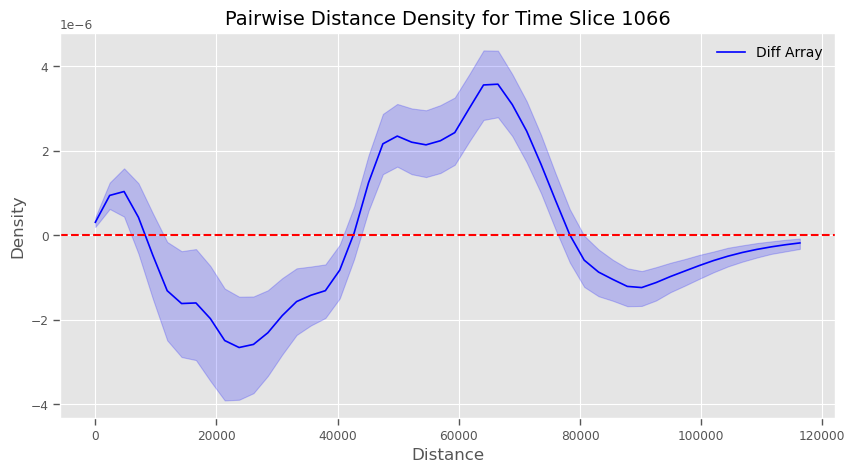 Pairwise Distance Density for Time Slice 1066
1e−6
Diff Array
4
2
0
−2
−4
Density
0
20000
40000
60000
80000
100000
120000
Distance